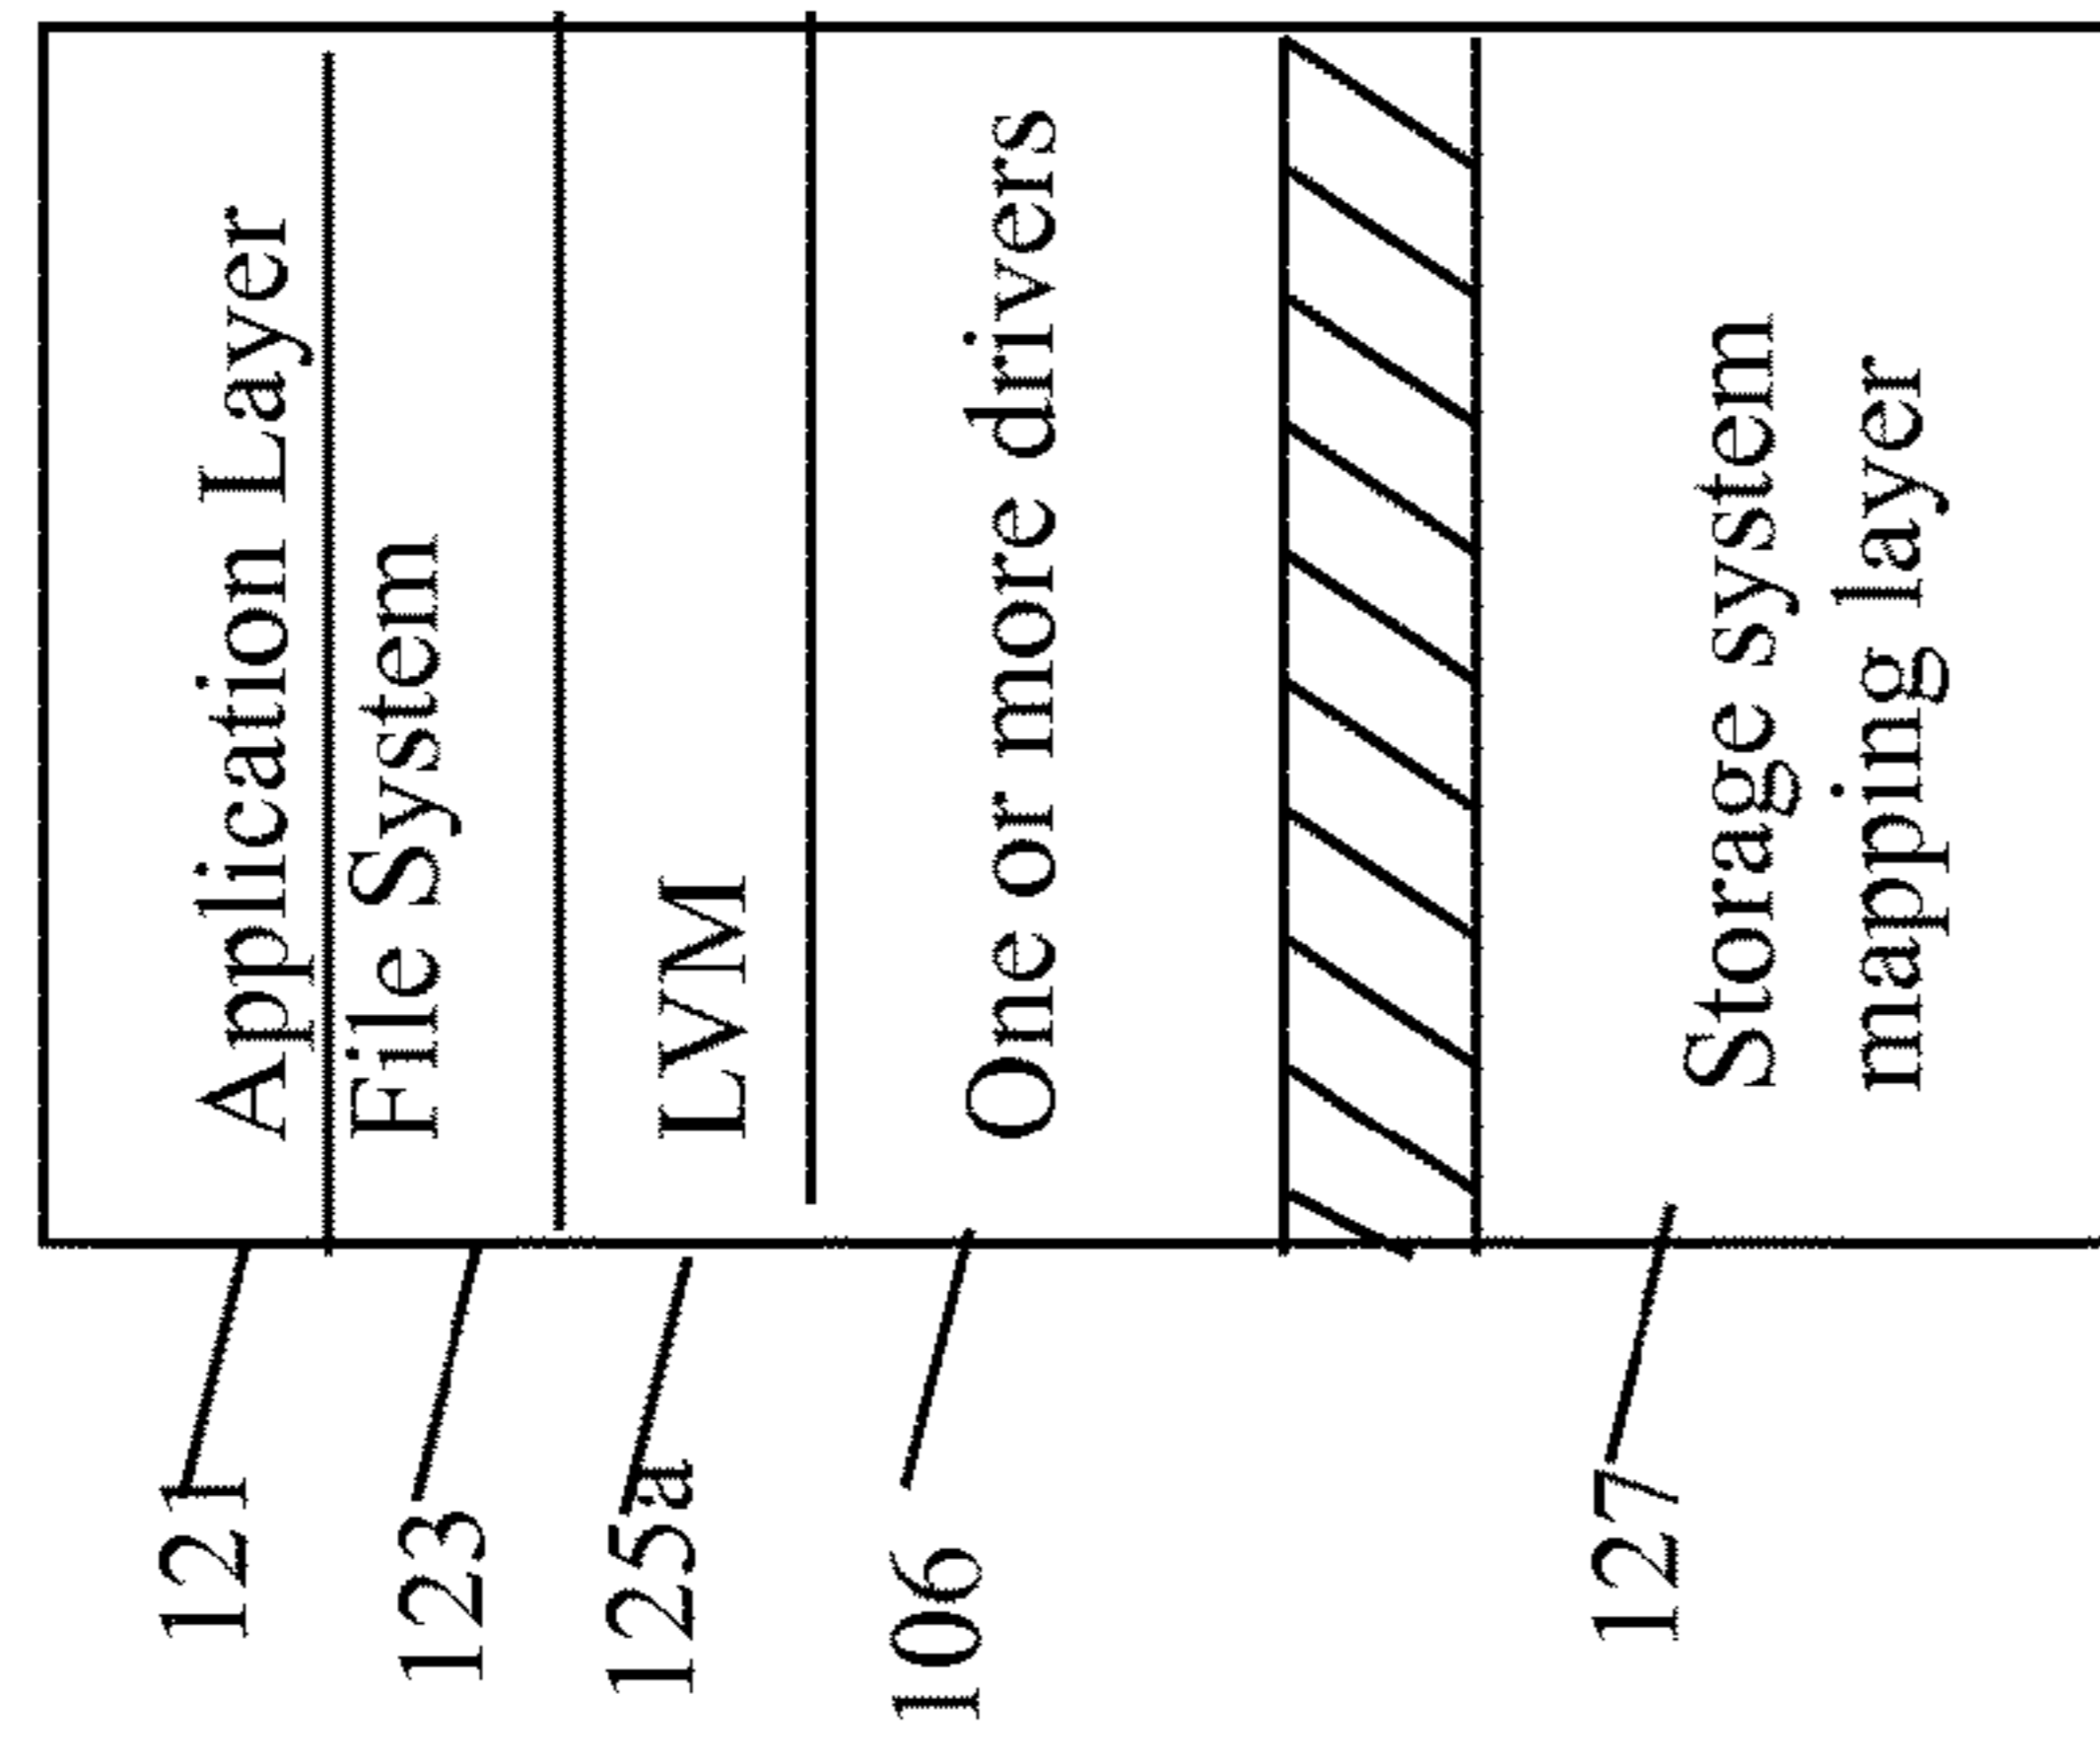 121
Application Layer
123
File System
125a
LVM
106
One or more drivers
127
Storage system
mapping layer